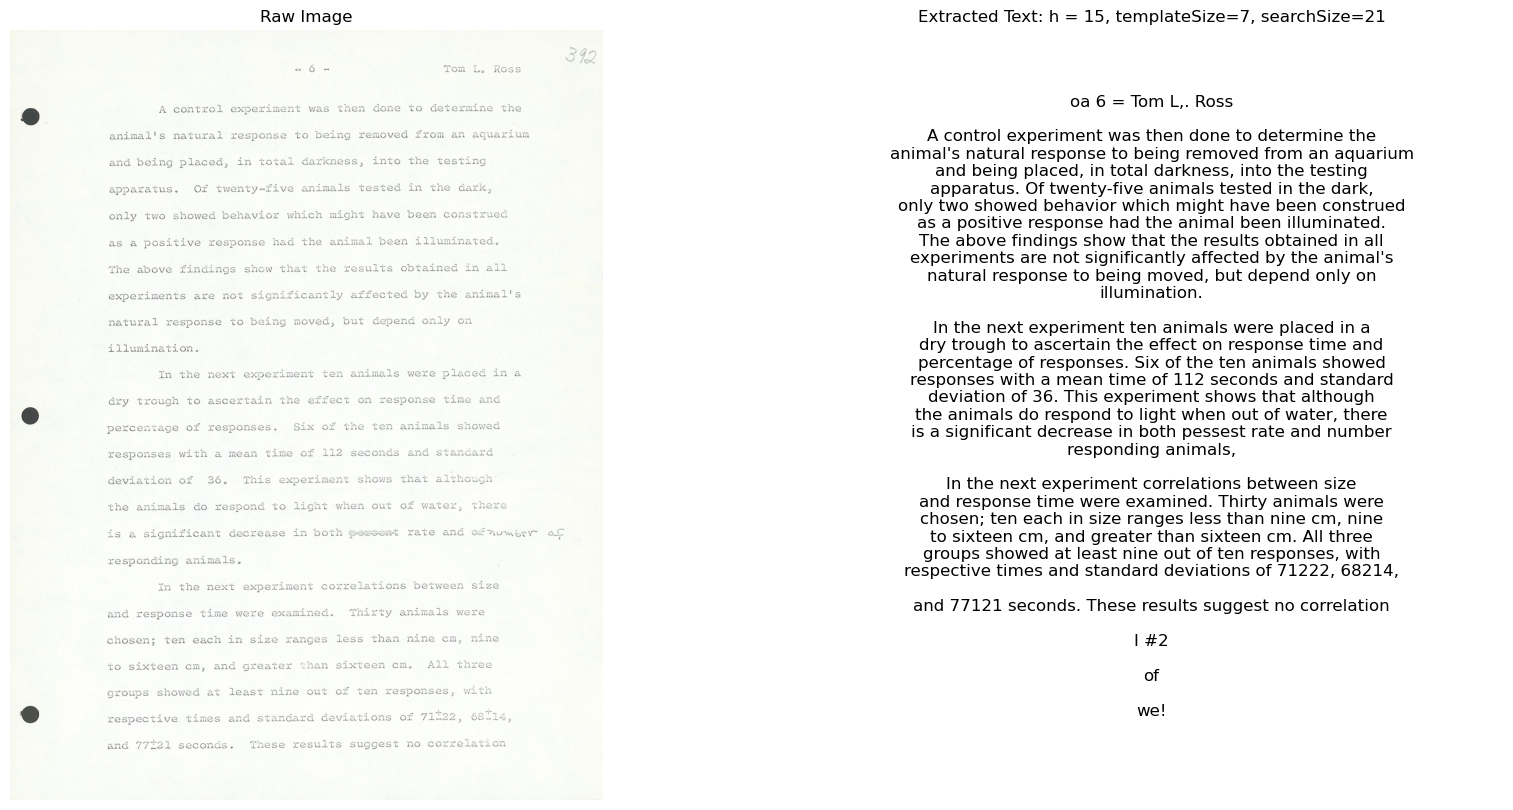 Raw Image
392
- 6 -    Tom L. Ross
A control experiment was then done to determine the
animal's natural response to being removed from an aquarium
and being placed, in total darkness, into the testing
apparatus.  Of twenty-five animals tested in the dark,
only two showed behavior which might have been construed
as a positive response had the animal been illuminated.
The above findings show that the results obtained in all
experiments are not significantly affected by the animal's
natural response to being moved, but depend only on
illumination.
In the next experiment ten animals were placed in a
dry trough to ascertain the effect on response time and
percentage of responses.  Six of the ten animals showed
responses with a mean time of 112 seconds and standard
deviation of  36.  This experiment shows that although
the animals do respond to light when out of water, there
is a significant decrease in both rate and number of
responding animals.
In the next experiment correlations between size
and response time were examined.  Thirty animals were
chosen; ten each in size ranges less than nine cm, nine
to sixteen cm, and greater than sixteen cm.  All three
groups showed at least nine out of ten responses, with
respective times and standard deviations of 71±22, 68±14,
and 77±21 seconds.  These results suggest no correlation
Extracted Text: h = 15, templateSize=7, searchSize=21
oa 6 = Tom L,. Ross
A control experiment was then done to determine the
animal's natural response to being removed from an aquarium
and being placed, in total darkness, into the testing
apparatus. Of twenty-five animals tested in the dark,
only two showed behavior which might have been construed
as a positive response had the animal been illuminated.
The above findings show that the results obtained in all
experiments are not significantly affected by the animal's
natural response to being moved, but depend only on
illumination.
In the next experiment ten animals were placed in a
dry trough to ascertain the effect on response time and
percentage of responses. Six of the ten animals showed
responses with a mean time of 112 seconds and standard
deviation of 36. This experiment shows that although
the animals do respond to light when out of water, there
is a significant decrease in both pessest rate and number
responding animals,
In the next experiment correlations between size
and response time were examined. Thirty animals were
chosen; ten each in size ranges less than nine cm, nine
to sixteen cm, and greater than sixteen cm. All three
groups showed at least nine out of ten responses, with
respective times and standard deviations of 71222, 68214,
and 77121 seconds. These results suggest no correlation
I #2
of
we!